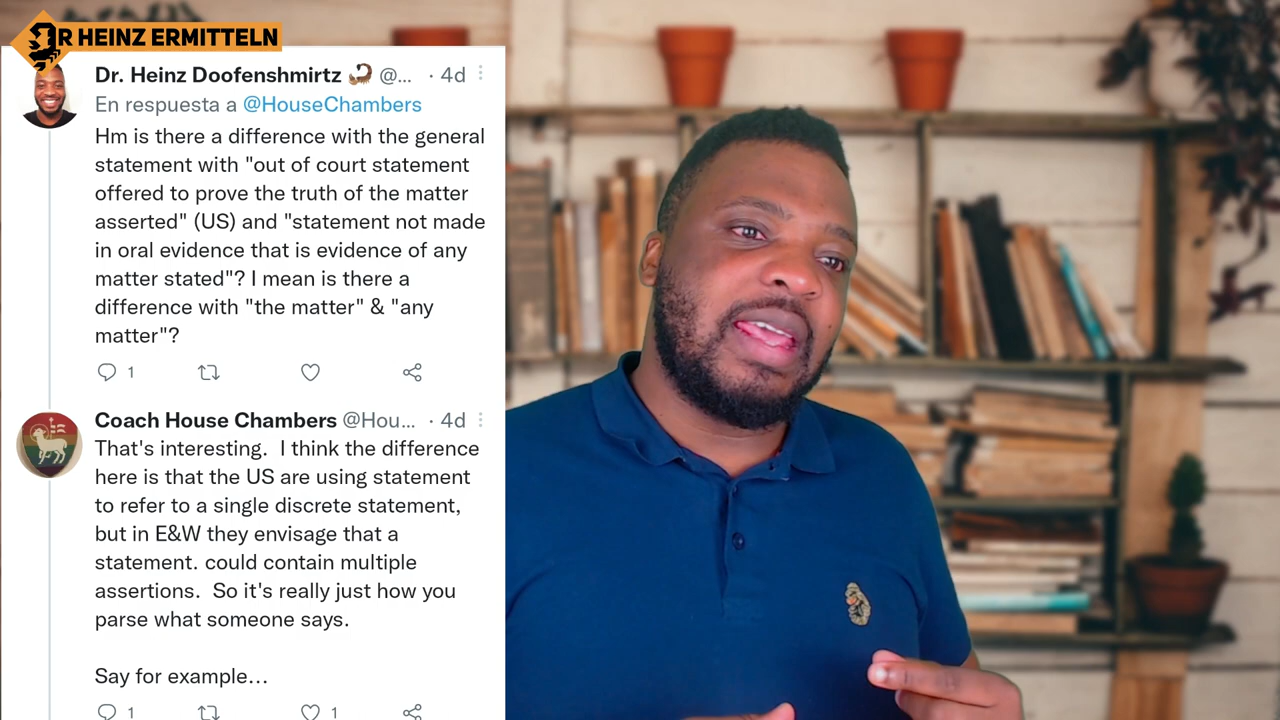 R HEINZ ERMITTELN
Dr. Heinz Doofenshmirtz 🦂 @... · 4d
En respuesta a @HouseChambers
Hm is there a difference with the general
statement with "out of court statement
offered to prove the truth of the matter
asserted" (US) and "statement not made
in oral evidence that is evidence of any
matter stated"? I mean is there a
difference with "the matter" & "any
matter"?
1
Coach House Chambers @Hou... · 4d
That's interesting.  I think the difference
here is that the US are using statement
to refer to a single discrete statement,
but in E&W they envisage that a
statement. could contain multiple
assertions.  So it's really just how you
parse what someone says.
Say for example...
1 1